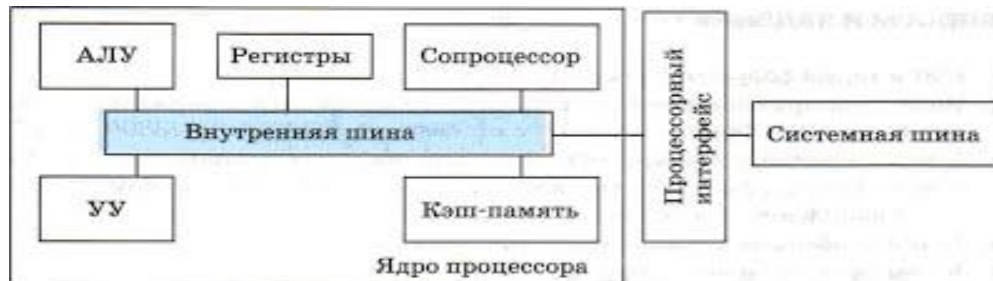 АЛУ
Регистры
Сопроцессор
Внутренняя шина
Процессорный
интерфейс
Системная шина
УУ
Кэш-память
Ядро процессора